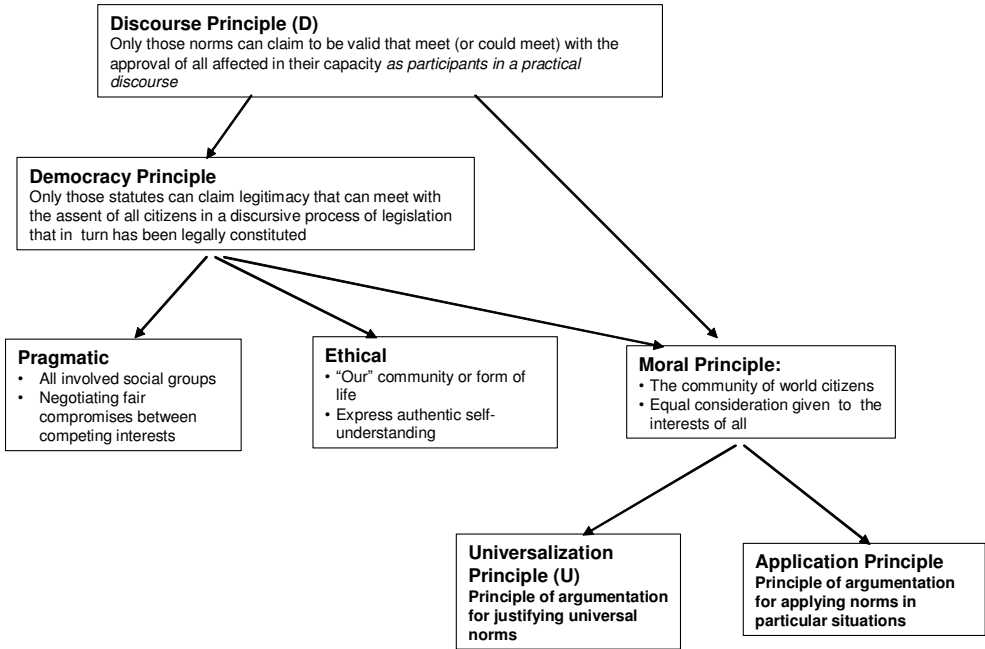 Discourse Principle (D)
Only those norms can claim to be valid that meet (or could meet) with the
approval of all affected in their capacity as participants in a practical
discourse
Democracy Principle
Only those statutes can claim legitimacy that can meet with
the assent of all citizens in a discursive process of legislation
that in turn has been legally constituted
Pragmatic
• All involved social groups
• Negotiating fair
compromises between
competing interests
Ethical
• “Our” community or form of
life
• Express authentic self-
understanding
Moral Principle:
• The community of world citizens
• Equal consideration given to the
interests of all
Universalization
Principle (U)
Principle of argumentation
for justifying universal
norms
Application Principle
Principle of argumentation
for applying norms in
particular situations